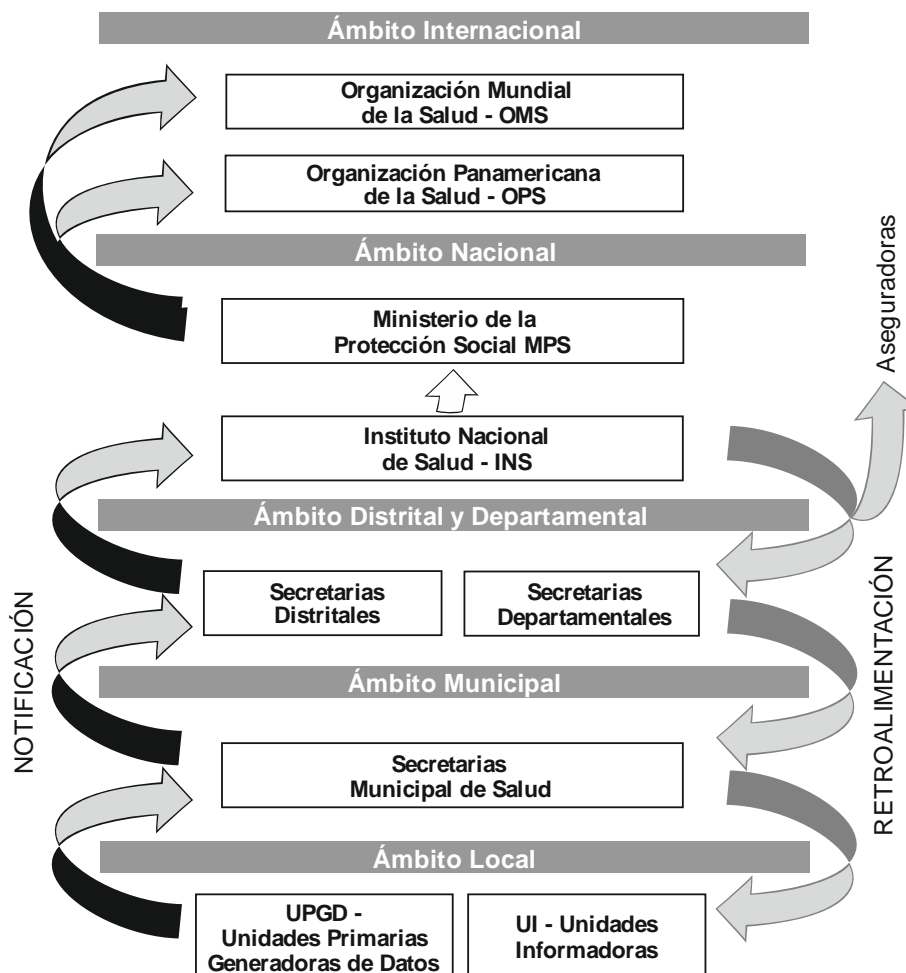 Ámbito Internacional
Organización Mundial
de la Salud - OMS
Organización Panamericana
de la Salud - OPS
Ámbito Nacional
Ministerio de la
Protección Social MPS
Aseguradoras
Instituto Nacional
de Salud - INS
Ámbito Distrital y Departamental
Secretarias
Distritales
Secretarias
Departamentales
NOTIFICACIÓN
RETROALIMENTACIÓN
Ámbito Municipal
Secretarias
Municipal de Salud
Ámbito Local
UPGD -
Unidades Primarias
Generadoras de Datos
UI - Unidades
Informadoras